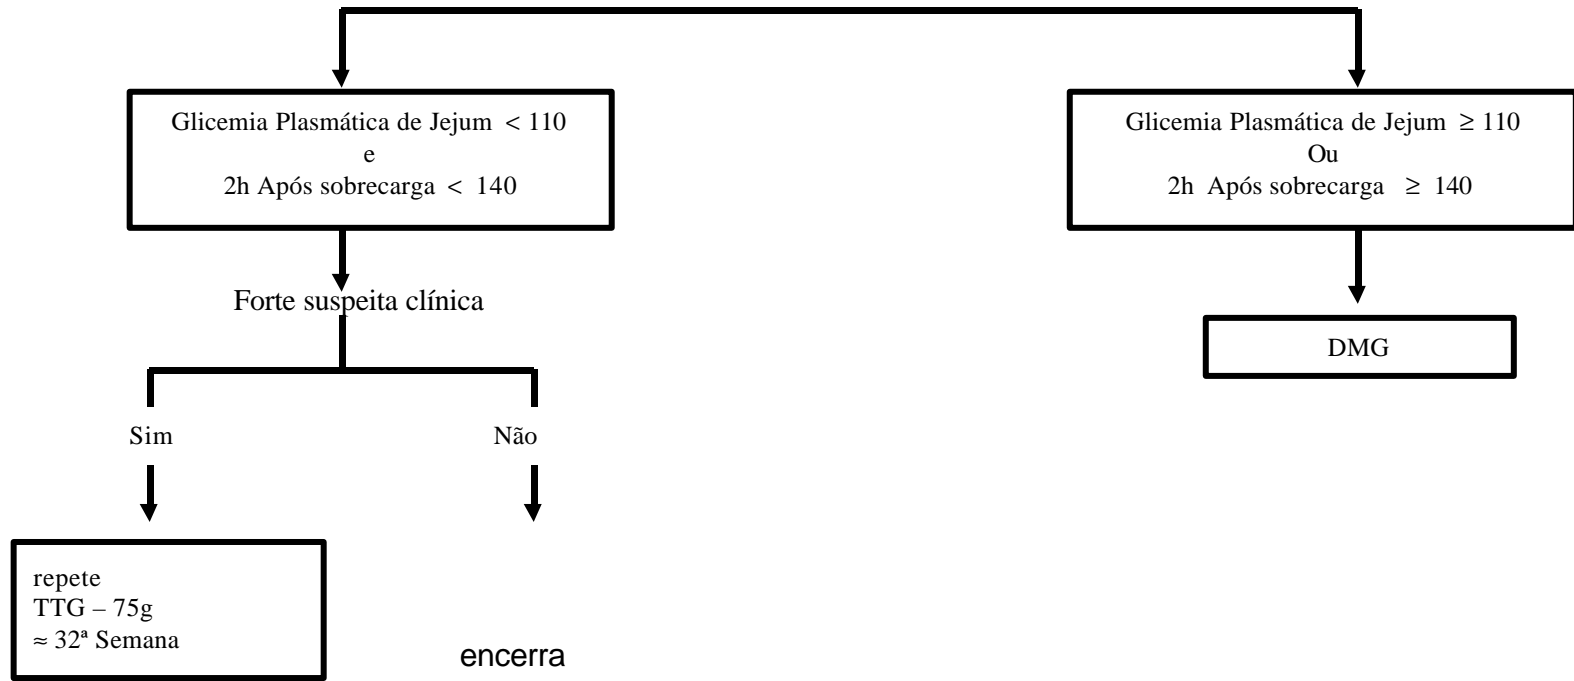 Glicemia Plasmática de Jejum < 110
e
2h Após sobrecarga < 140
Glicemia Plasmática de Jejum ≥ 110
Ou
2h Após sobrecarga ≥ 140
Forte suspeita clínica
DMG
Sim
Não
repete
TTG – 75g
≈ 32ª Semana
encerra